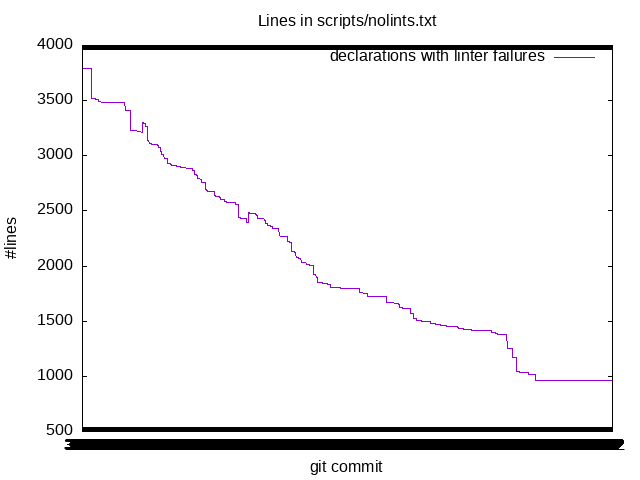 Lines in scripts/nolints.txt
declarations with linter failures
4000
3500
3000
2500
2000
1500
1000
500
#lines
git commit